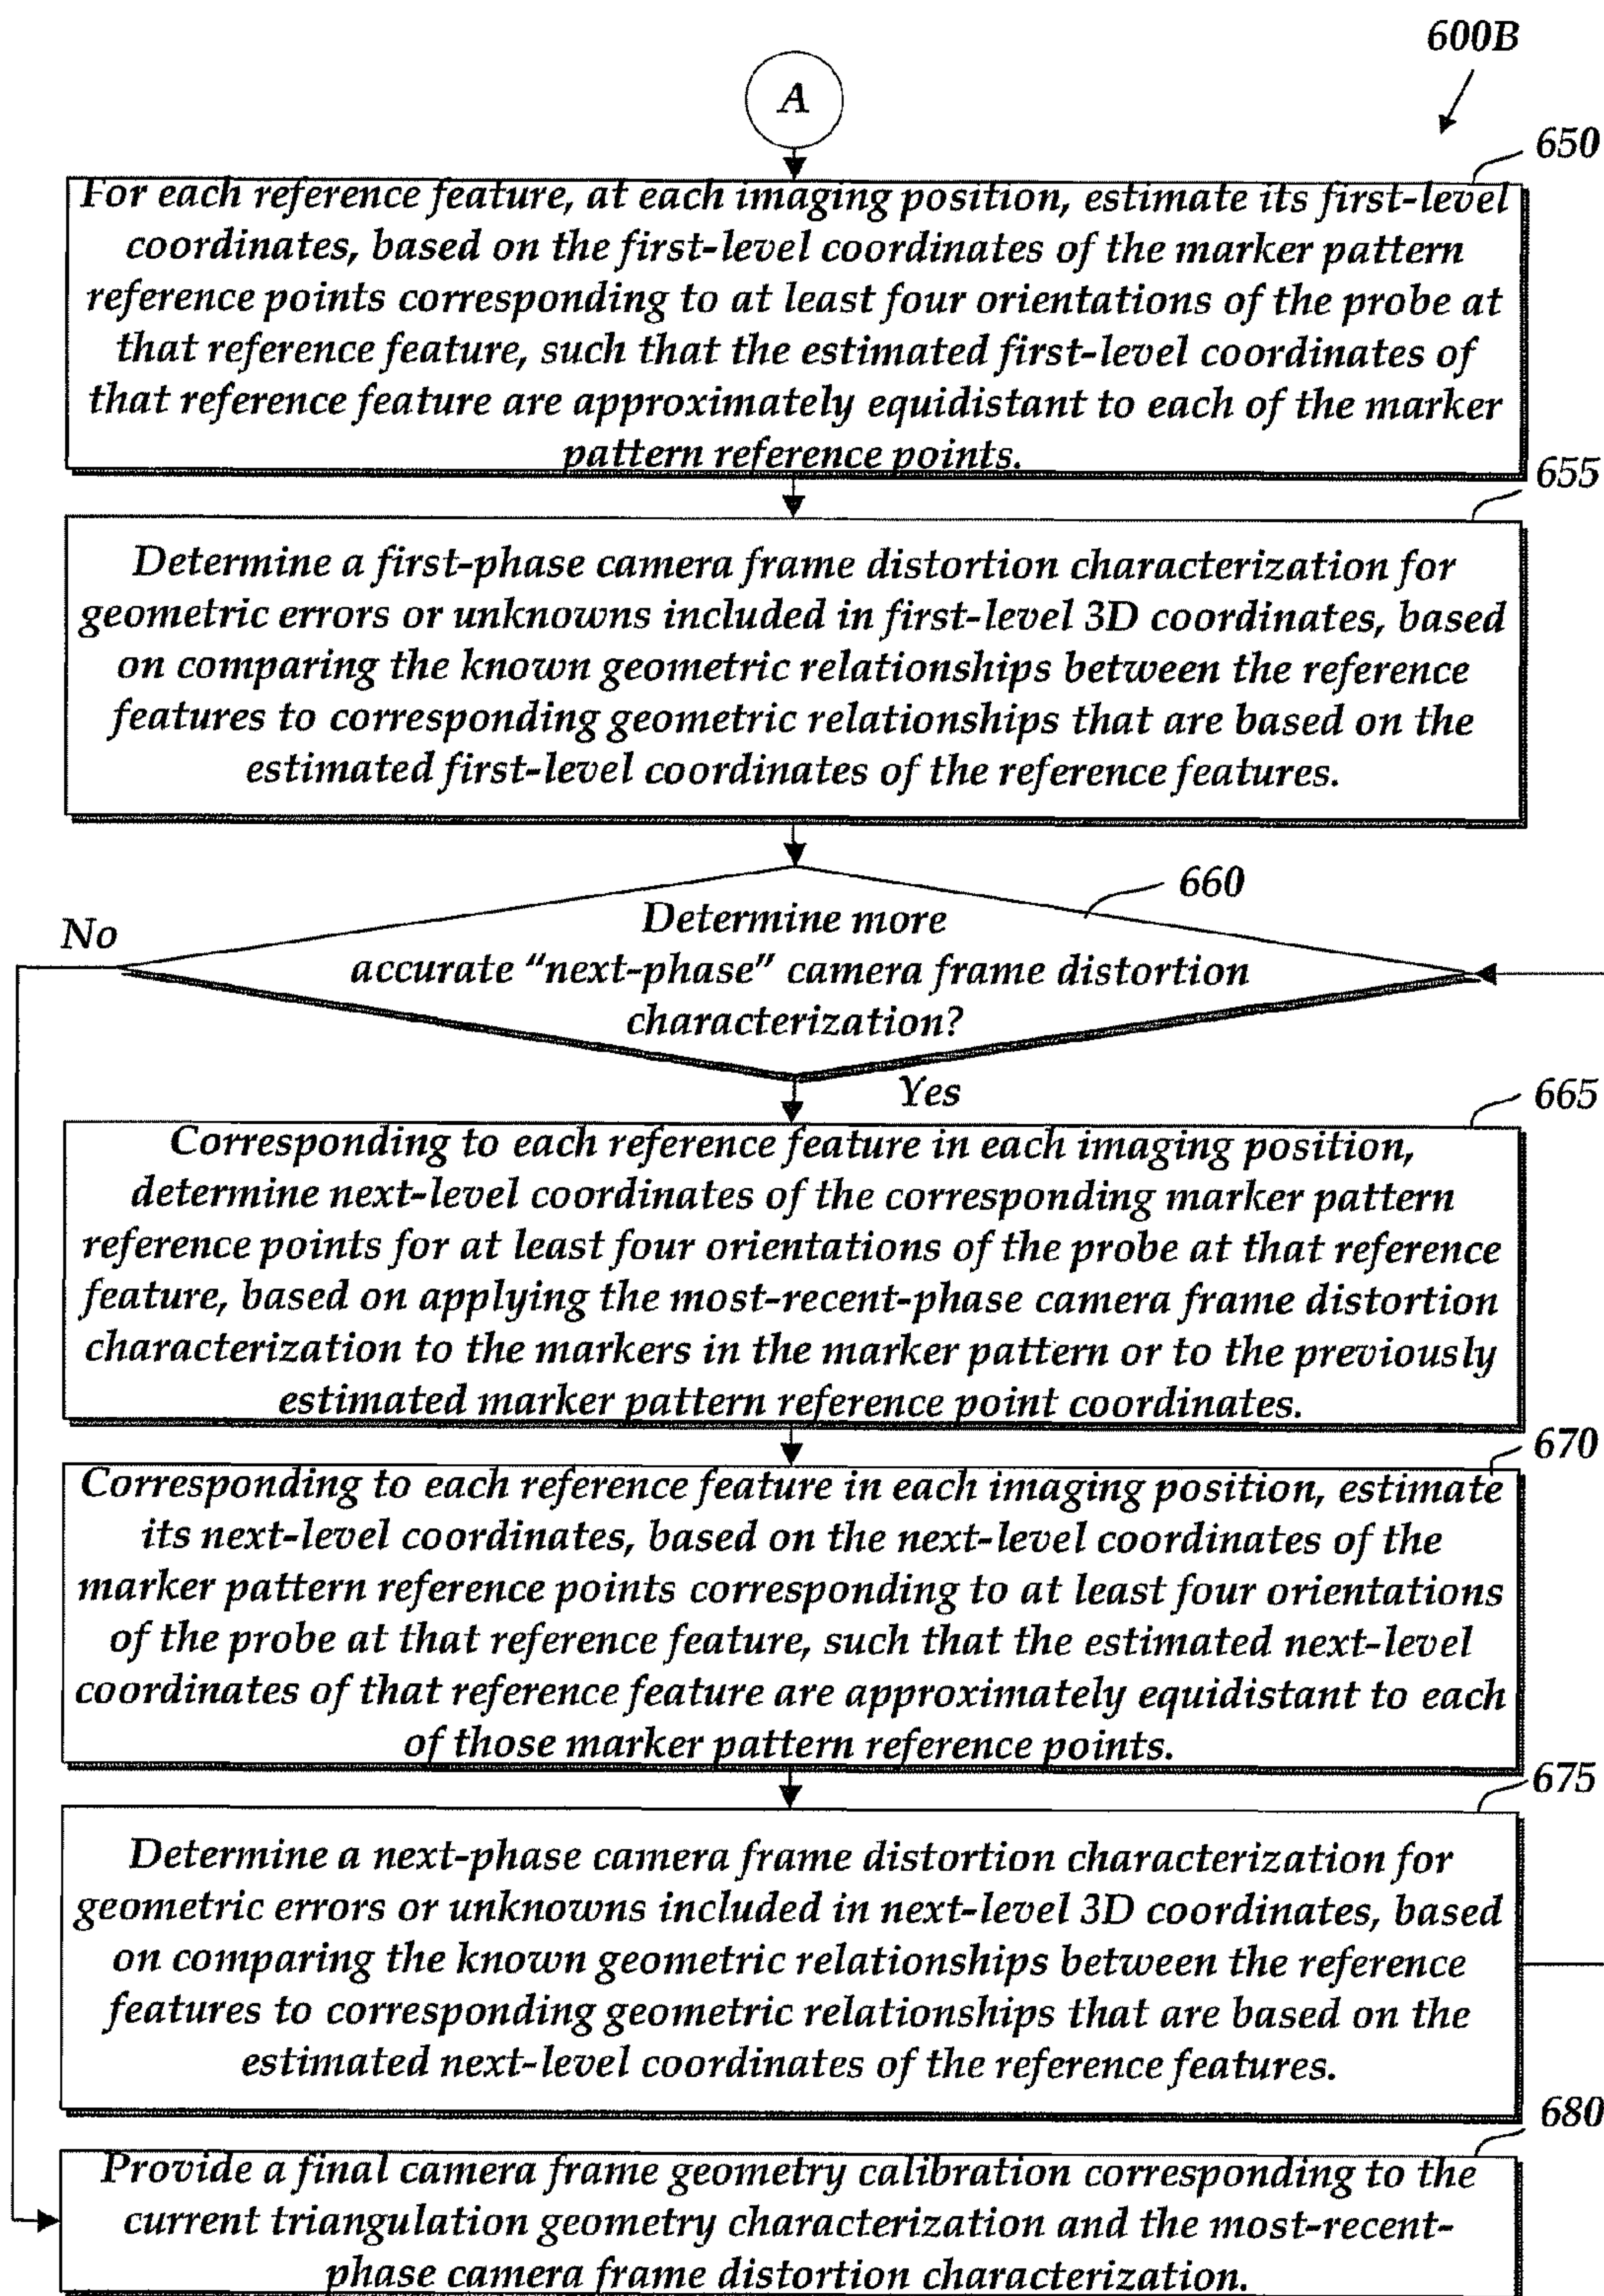 600B
A
650
For each reference feature, at each imaging position, estimate its first-level
coordinates, based on the first-level coordinates of the marker pattern
reference points corresponding to at least four orientations of the probe at
that reference feature, such that the estimated first-level coordinates of
that reference feature are approximately equidistant to each of the marker
pattern reference points.
655
Determine a first-phase camera frame distortion characterization for
geometric errors or unknowns included in first-level 3D coordinates, based
on comparing the known geometric relationships between the reference
features to corresponding geometric relationships that are based on the
estimated first-level coordinates of the reference features.
660
No
Determine more
accurate "next-phase" camera frame distortion
characterization?
Yes
665
Corresponding to each reference feature in each imaging position,
determine next-level coordinates of the corresponding marker pattern
reference points for at least four orientations of the probe at that reference
feature, based on applying the most-recent-phase camera frame distortion
characterization to the markers in the marker pattern or to the previously
estimated marker pattern reference point coordinates.
670
Corresponding to each reference feature in each imaging position, estimate
its next-level coordinates, based on the next-level coordinates of the
marker pattern reference points corresponding to at least four orientations
of the probe at that reference feature, such that the estimated next-level
coordinates of that reference feature are approximately equidistant to each
of those marker pattern reference points.
675
Determine a next-phase camera frame distortion characterization for
geometric errors or unknowns included in next-level 3D coordinates, based
on comparing the known geometric relationships between the reference
features to corresponding geometric relationships that are based on the
estimated next-level coordinates of the reference features.
680
Provide a final camera frame geometry calibration corresponding to the
current triangulation geometry characterization and the most-recent-
phase camera frame distortion characterization.